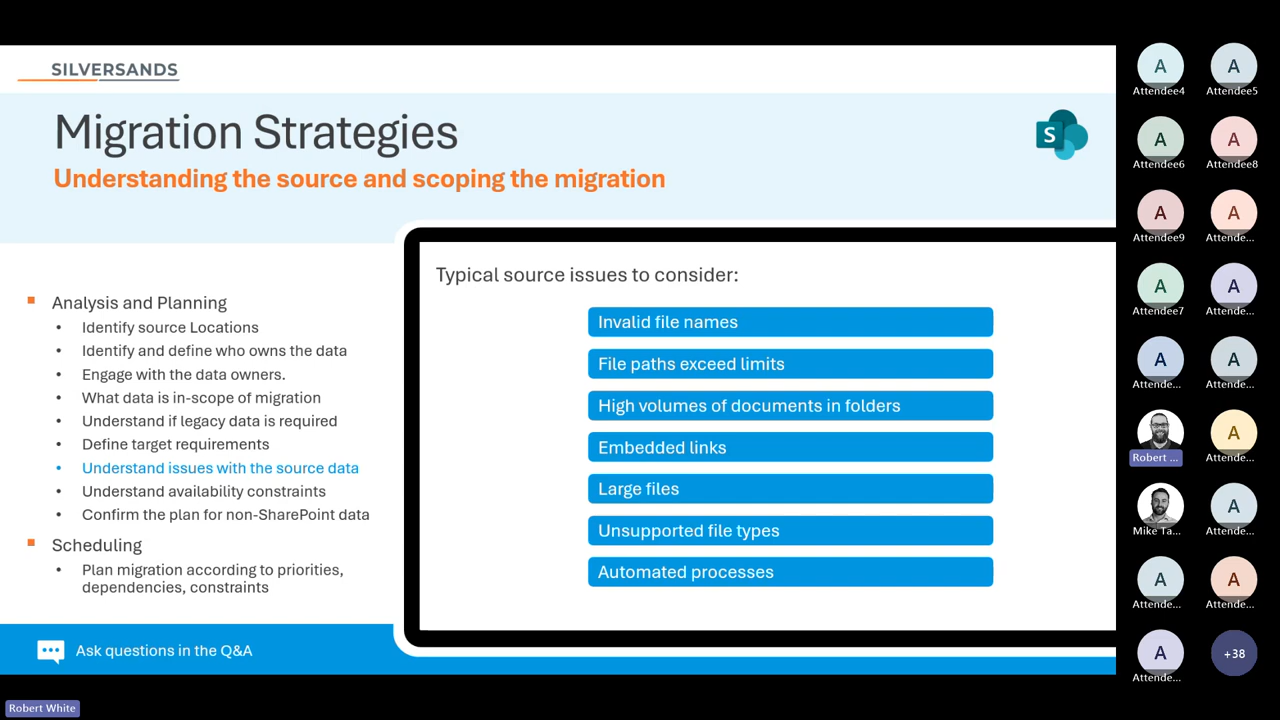 SILVERSANDS
Migration Strategies
Understanding the source and scoping the migration
S
Analysis and Planning
Identify source Locations
Identify and define who owns the data
Engage with the data owners.
What data is in-scope of migration
Understand if legacy data is required
Define target requirements
Understand issues with the source data
Understand availability constraints
Confirm the plan for non-SharePoint data
Scheduling
Plan migration according to priorities,
dependencies, constraints
Typical source issues to consider:
Invalid file names
File paths exceed limits
High volumes of documents in folders
Embedded links
Large files
Unsupported file types
Automated processes
Ask questions in the Q&A
Robert White
A
Attendee4
A
Attendee5
A
Attendee6
A
Attendee8
A
Attendee9
A
Attende...
A
Attendee7
A
Attende...
A
Attende...
A
Attende...
Robert ...
A
Attende...
Mike Ta...
A
Attende...
A
Attende...
A
Attende...
A
Attende...
+38